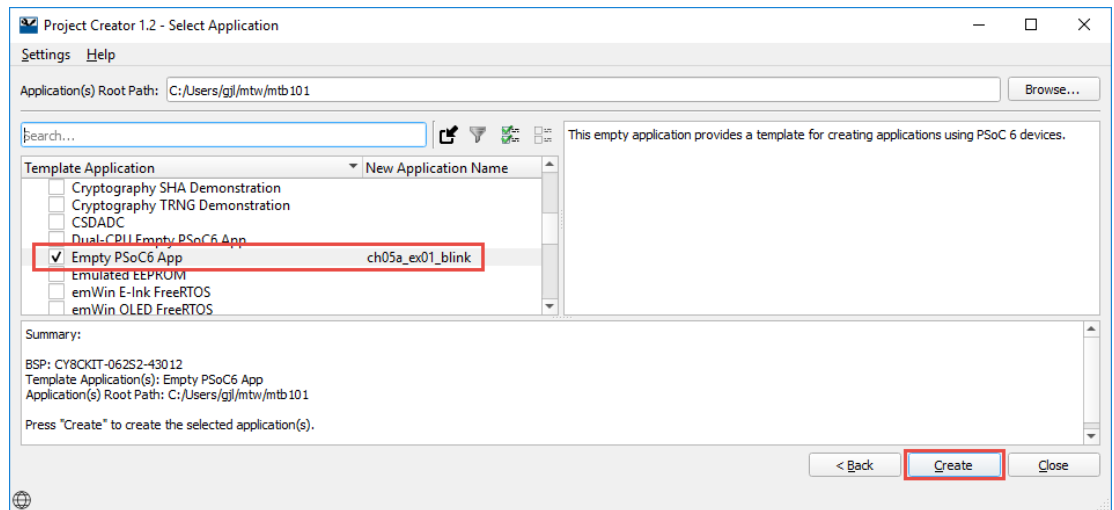 Project Creator 1.2 - Select Application
Settings Help
Application(s) Root Path: C:/Users/gjl/mtw/mtb101 Browse...
Search...
This empty application provides a template for creating applications using PSoC 6 devices.
Template Application New Application Name
Cryptography SHA Demonstration
Cryptography TRNG Demonstration
CSDADC
Dual-CPU Empty PSoC6 App
Empty PSoC6 App ch05a_ex01_blink
Emulated EEPROM
emWin E-Ink FreeRTOS
emWin OLED FreeRTOS
Summary:
BSP: CY8CKIT-062S2-43012
Template Application(s): Empty PSoC6 App
Application(s) Root Path: C:/Users/gjl/mtw/mtb101
Press "Create" to create the selected application(s).
< Back Create Close